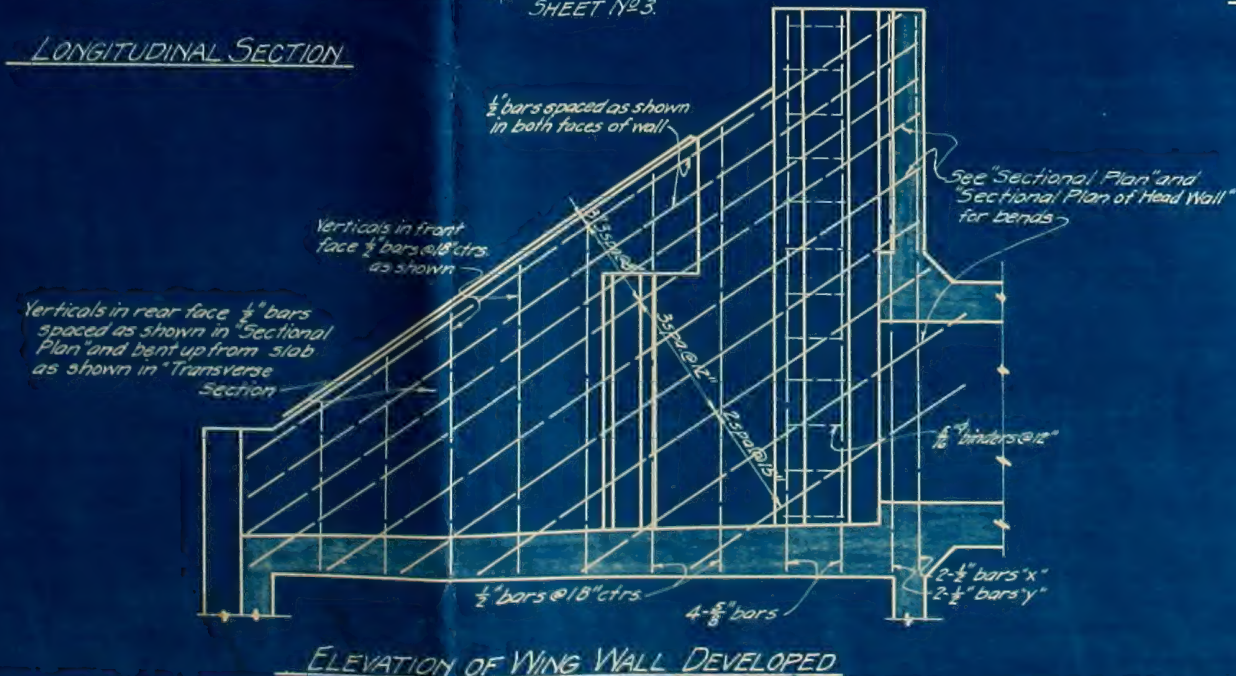 SHEET Nº3.
LONGITUDINAL SECTION
½" bars spaced as shown
in both faces of wall
See "Sectional Plan" and
"Sectional Plan of Head Wall"
for bends
Verticals in front
face ½" bars @ 18" ctrs.
as shown
Verticals in rear face ½" bars
spaced as shown in "Sectional
Plan" and bent up from slab
as shown in "Transverse
Section
3"
3 spa @ 8"
3 spa @ 12"
2 spa @ 15"
binders @ 12"
½" bars @ 18" ctrs.
4-⅝" bars
2-½" bars "x"
2-½" bars "y"
ELEVATION OF WING WALL DEVELOPED